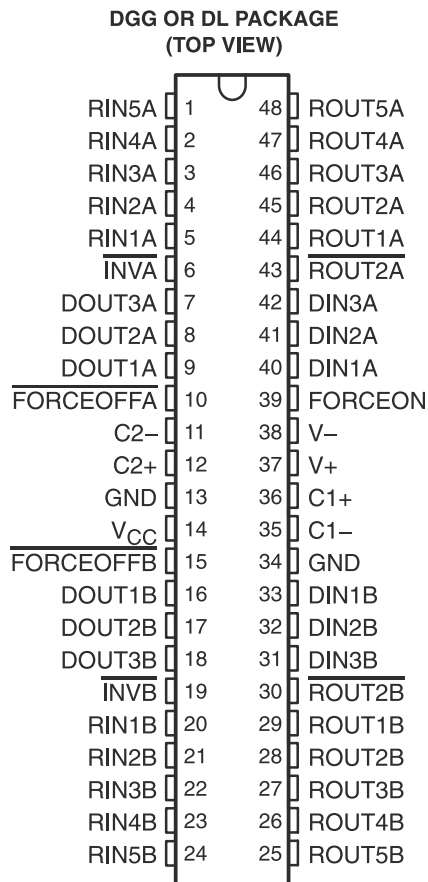 DGG OR DL PACKAGE
(TOP VIEW)
RIN5A 1 48 ROUT5A
RIN4A 2 47 ROUT4A
RIN3A 3 46 ROUT3A
RIN2A 4 45 ROUT2A
RIN1A 5 44 ROUT1A
INVA 6 43 ROUT2A
DOUT3A 7 42 DIN3A
DOUT2A 8 41 DIN2A
DOUT1A 9 40 DIN1A
FORCEOFFA 10 39 FORCEON
C2− 11 38 V−
C2+ 12 37 V+
GND 13 36 C1+
VCC 14 35 C1−
FORCEOFFB 15 34 GND
DOUT1B 16 33 DIN1B
DOUT2B 17 32 DIN2B
DOUT3B 18 31 DIN3B
INVB 19 30 ROUT2B
RIN1B 20 29 ROUT1B
RIN2B 21 28 ROUT2B
RIN3B 22 27 ROUT3B
RIN4B 23 26 ROUT4B
RIN5B 24 25 ROUT5B